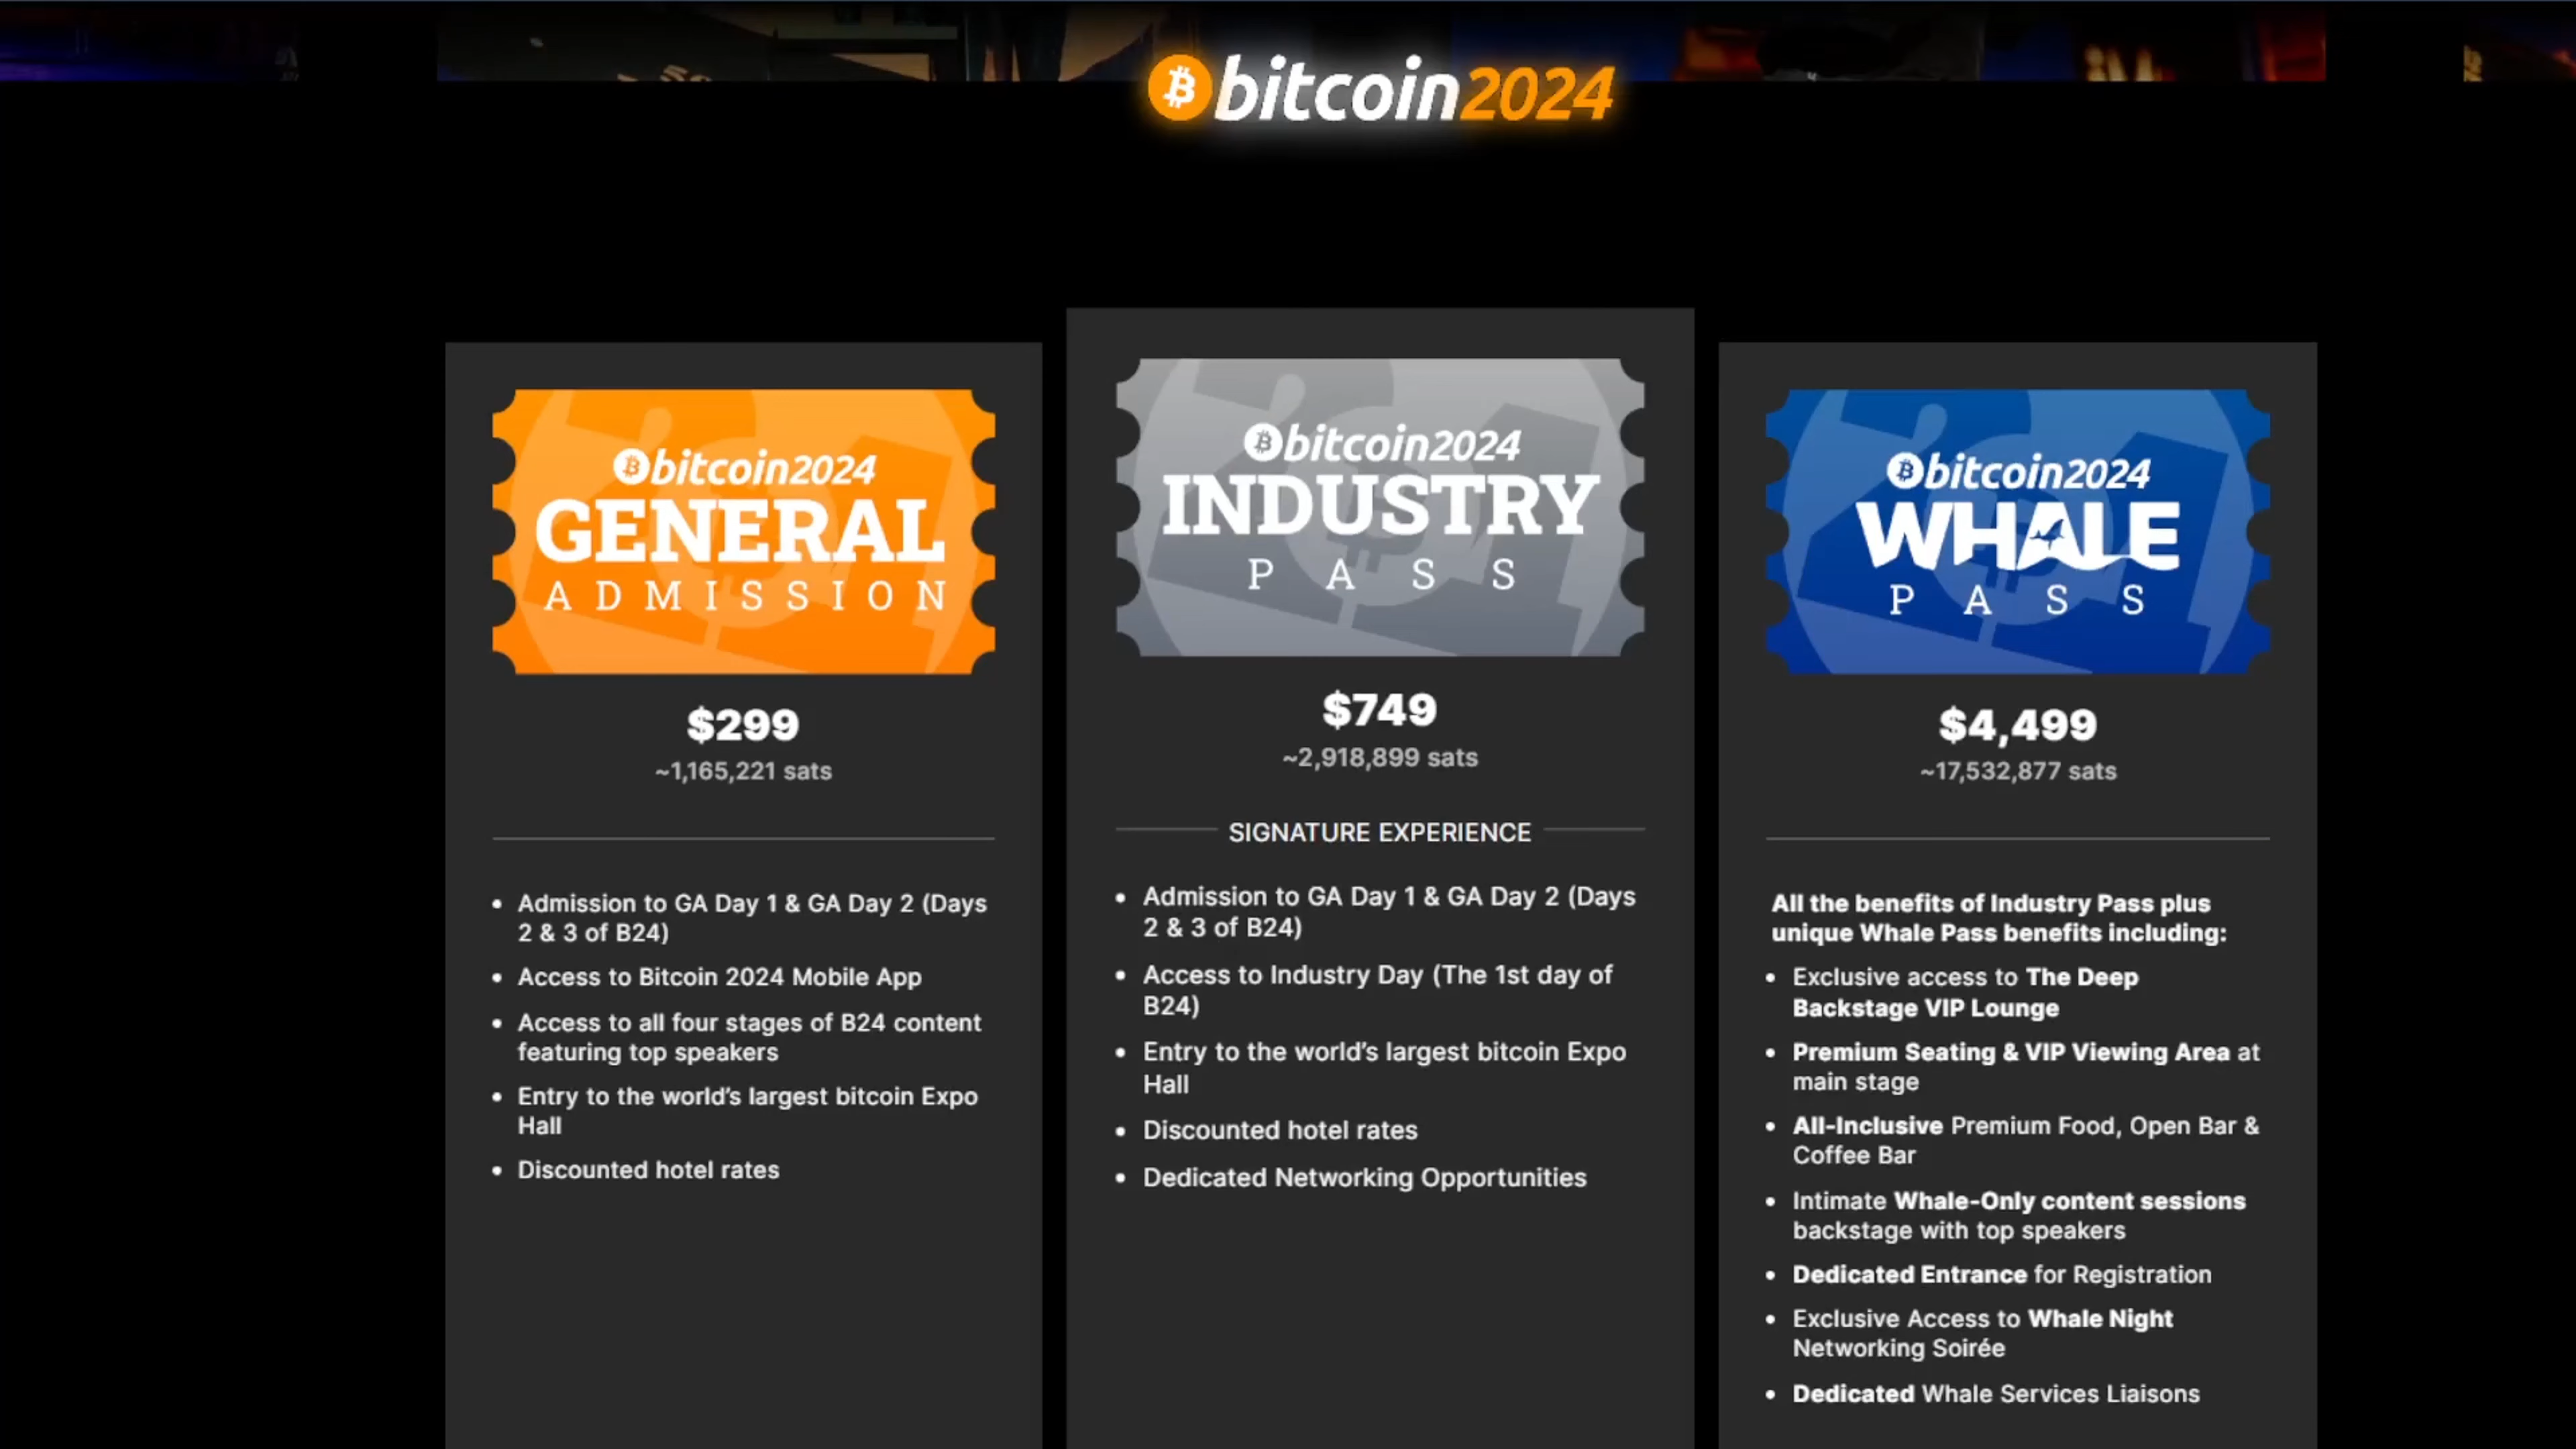 bitcoin2024
bitcoin2024
GENERAL
ADMISSION
$299
~1,165,221 sats
• Admission to GA Day 1 & GA Day 2 (Days
2 & 3 of B24)
• Access to Bitcoin 2024 Mobile App
• Access to all four stages of B24 content
featuring top speakers
• Entry to the world's largest bitcoin Expo
Hall
• Discounted hotel rates
bitcoin2024
INDUSTRY
PASS
$749
~2,918,899 sats
SIGNATURE EXPERIENCE
• Admission to GA Day 1 & GA Day 2 (Days
2 & 3 of B24)
• Access to Industry Day (The 1st day of
B24)
• Entry to the world's largest bitcoin Expo
Hall
• Discounted hotel rates
• Dedicated Networking Opportunities
bitcoin2024
WHALE
PASS
$4,499
~17,532,877 sats
All the benefits of Industry Pass plus
unique Whale Pass benefits including:
• Exclusive access to The Deep
Backstage VIP Lounge
• Premium Seating & VIP Viewing Area at
main stage
• All-Inclusive Premium Food, Open Bar &
Coffee Bar
• Intimate Whale-Only content sessions
backstage with top speakers
• Dedicated Entrance for Registration
• Exclusive Access to Whale Night
Networking Soirée
• Dedicated Whale Services Liaisons